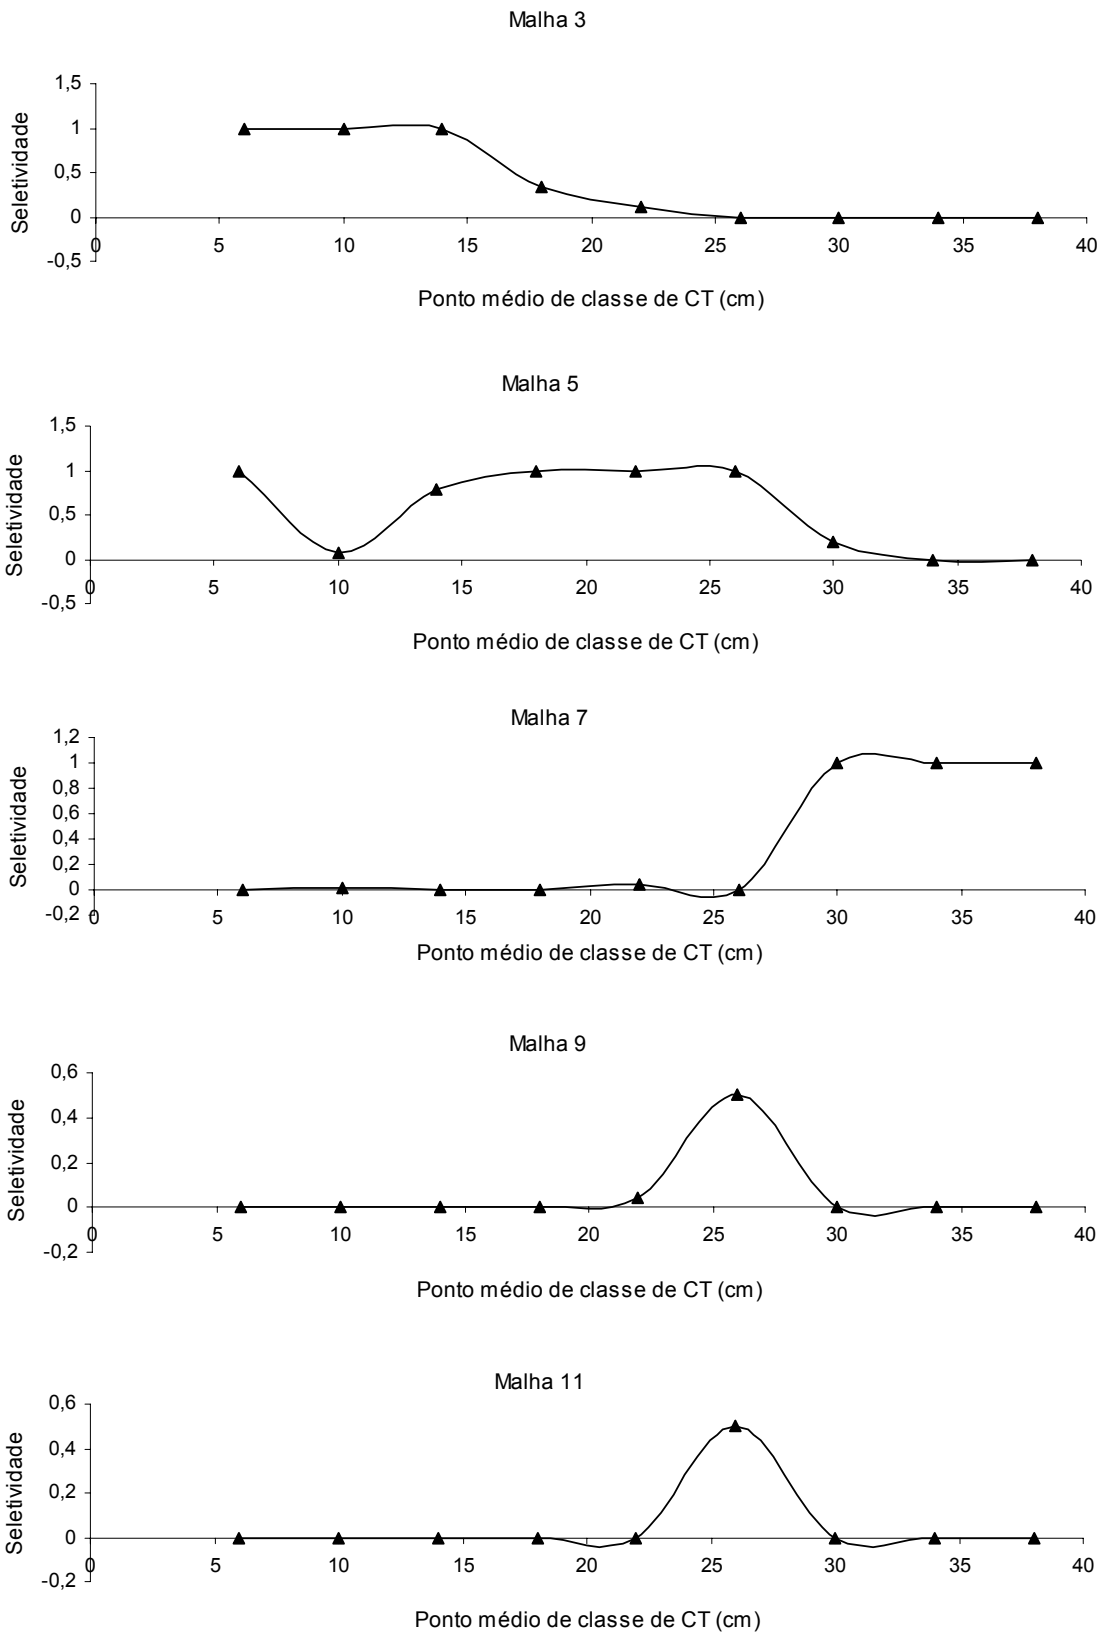 Malha 3
1,5
1
0,5
0
-0,5
Seletividade
0 5 10 15 20 25 30 35 40
Ponto médio de classe de CT (cm)
Malha 5
1,5
1
0,5
0
-0,5
Seletividade
0 5 10 15 20 25 30 35 40
Ponto médio de classe de CT (cm)
Malha 7
1,2
1
0,8
0,6
0,4
0,2
0
-0,2
Seletividade
0 5 10 15 20 25 30 35 40
Ponto médio de classe de CT (cm)
Malha 9
0,6
0,4
0,2
0
-0,2
Seletividade
0 5 10 15 20 25 30 35 40
Ponto médio de classe de CT (cm)
Malha 11
0,6
0,4
0,2
0
-0,2
Seletividade
0 5 10 15 20 25 30 35 40
Ponto médio de classe de CT (cm)